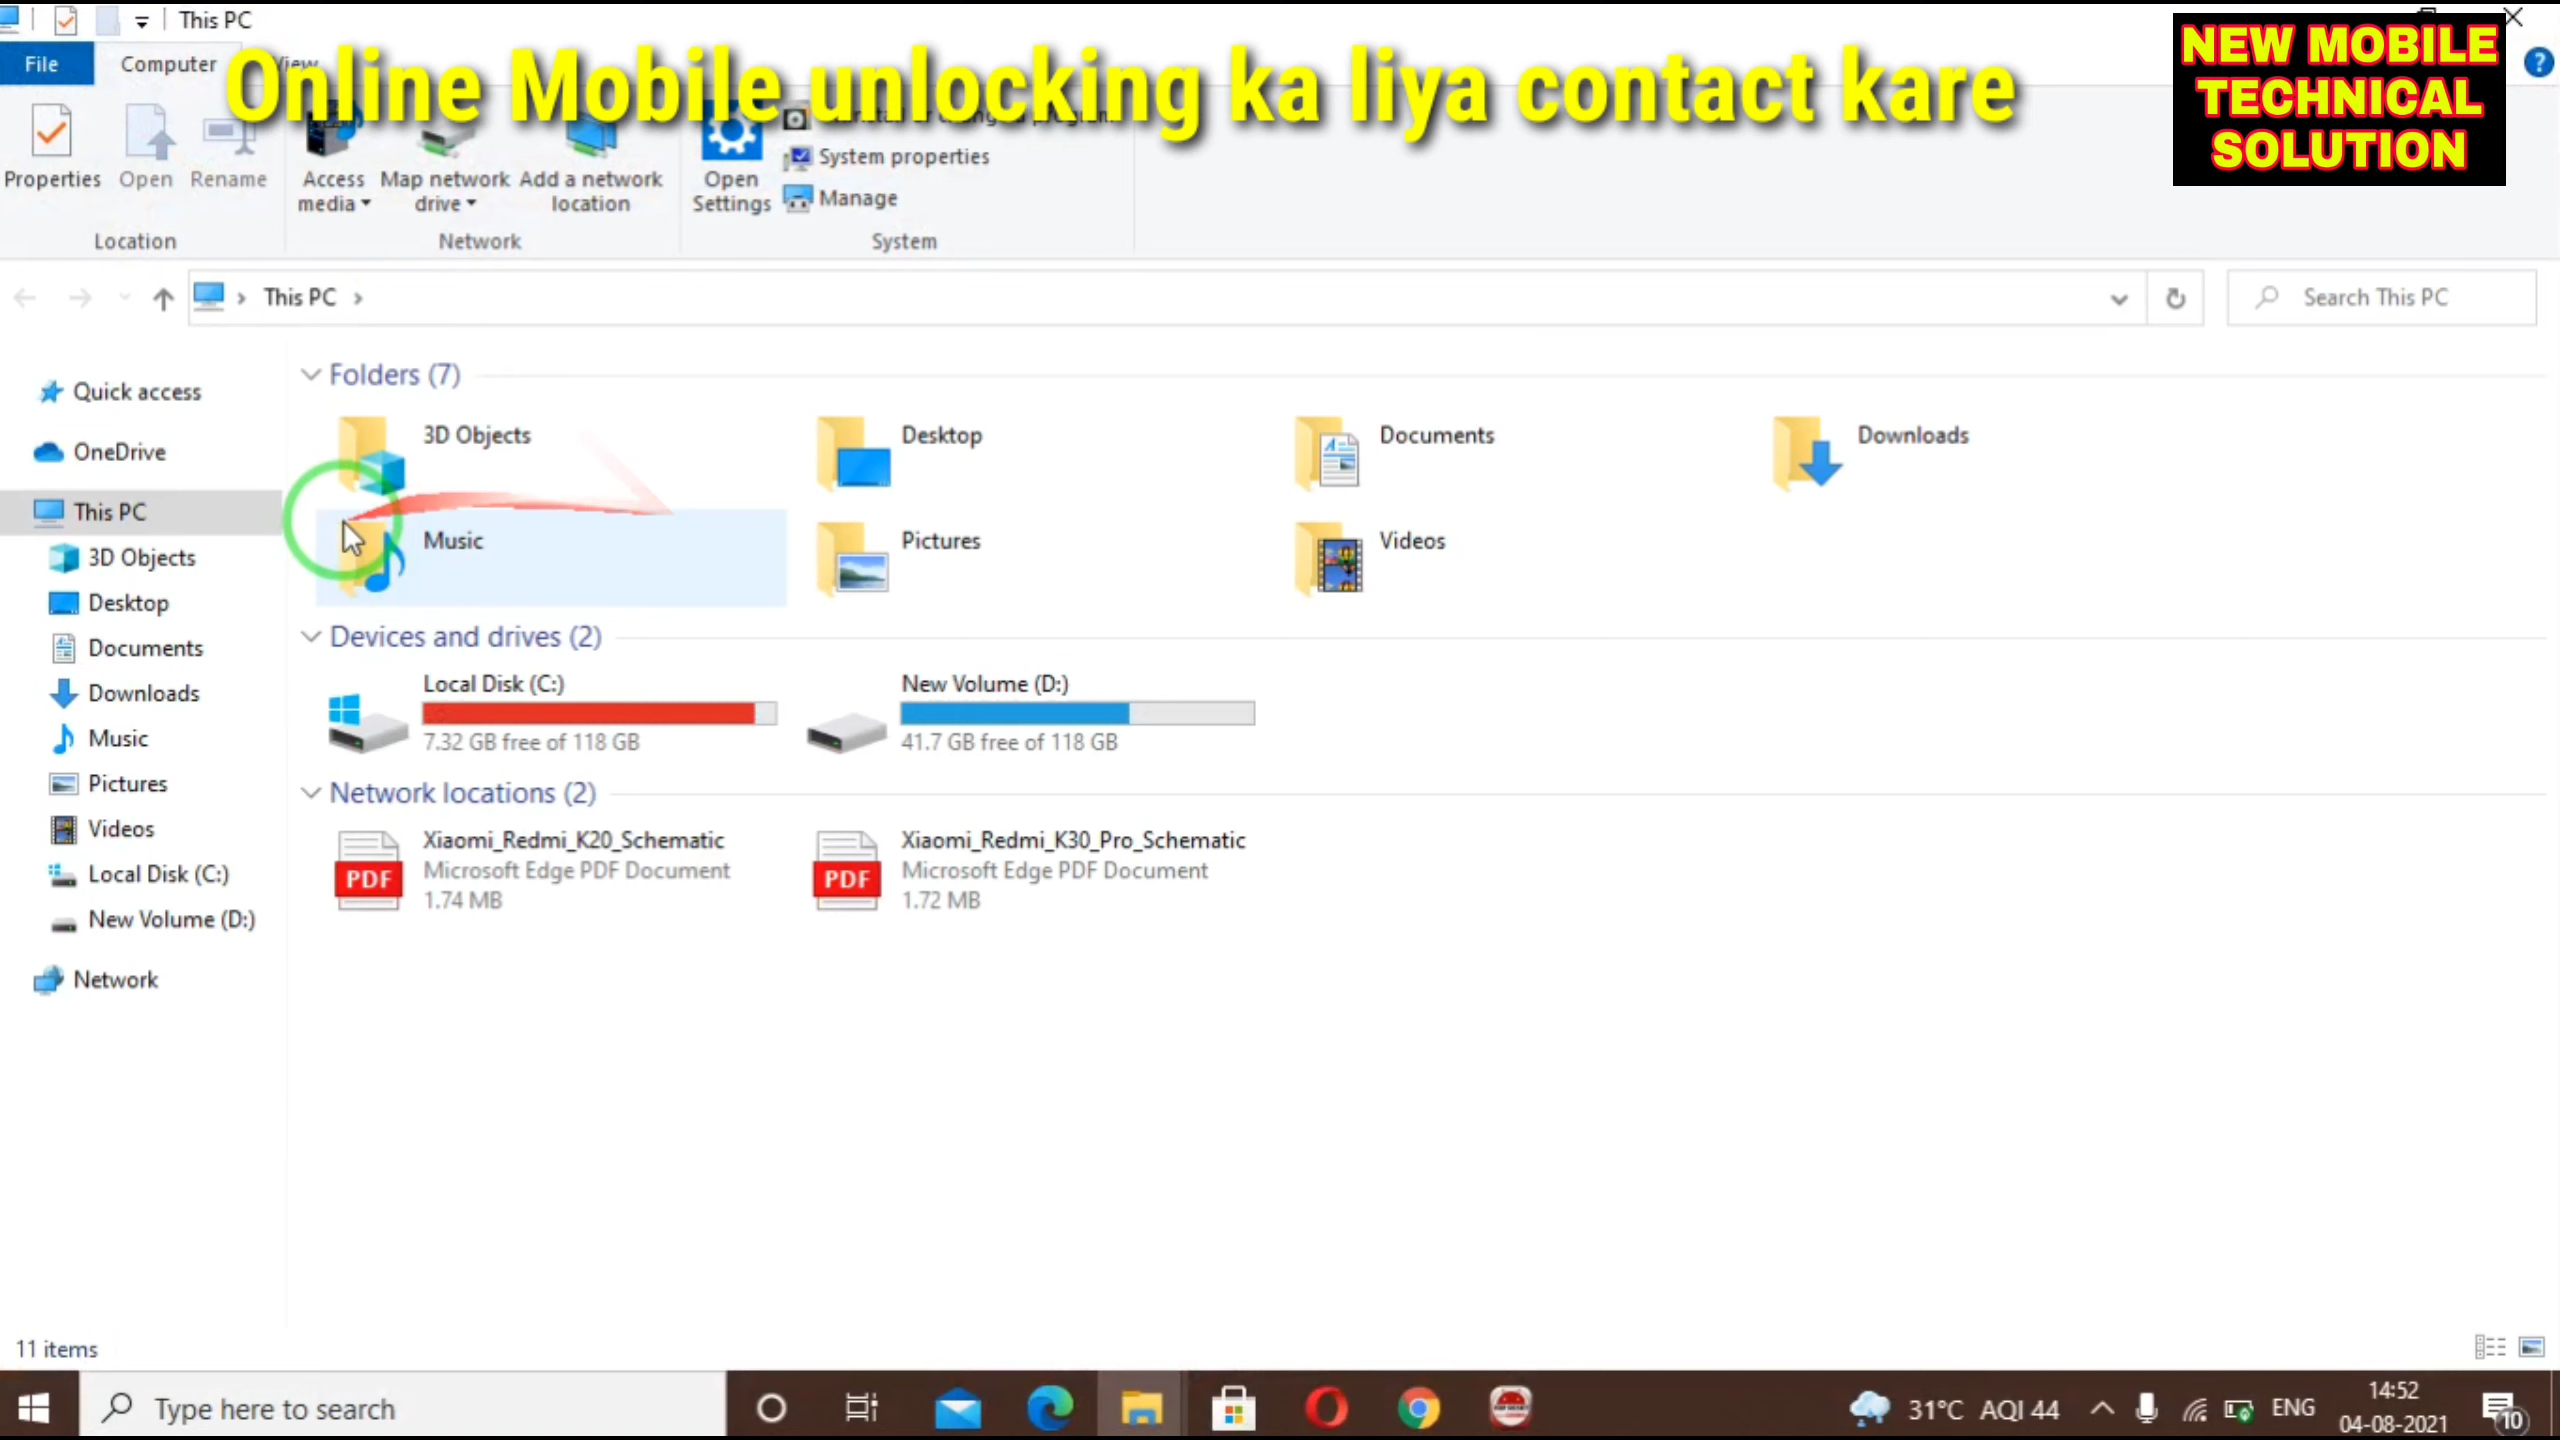 This PC
File
Computer
View
Online Mobile unlocking ka liya contact kare
NEW MOBILE
TECHNICAL
SOLUTION
Properties
Open
Rename
Access
media
Map network
drive
Add a network
location
Open
Settings
System properties
Manage
Location
Network
System
This PC
Search This PC
Quick access
OneDrive
This PC
3D Objects
Desktop
Documents
Downloads
Music
Pictures
Videos
Local Disk (C:)
New Volume (D:)
Network
Folders (7)
3D Objects
Desktop
Documents
Downloads
Music
Pictures
Videos
Devices and drives (2)
Local Disk (C:)
7.32 GB free of 118 GB
New Volume (D:)
41.7 GB free of 118 GB
Network locations (2)
PDF
Xiaomi_Redmi_K20_Schematic
Microsoft Edge PDF Document
1.74 MB
PDF
Xiaomi_Redmi_K30_Pro_Schematic
Microsoft Edge PDF Document
1.72 MB
11 items
Type here to search
31°C AQI 44
ENG
14:52
04-08-2021
10